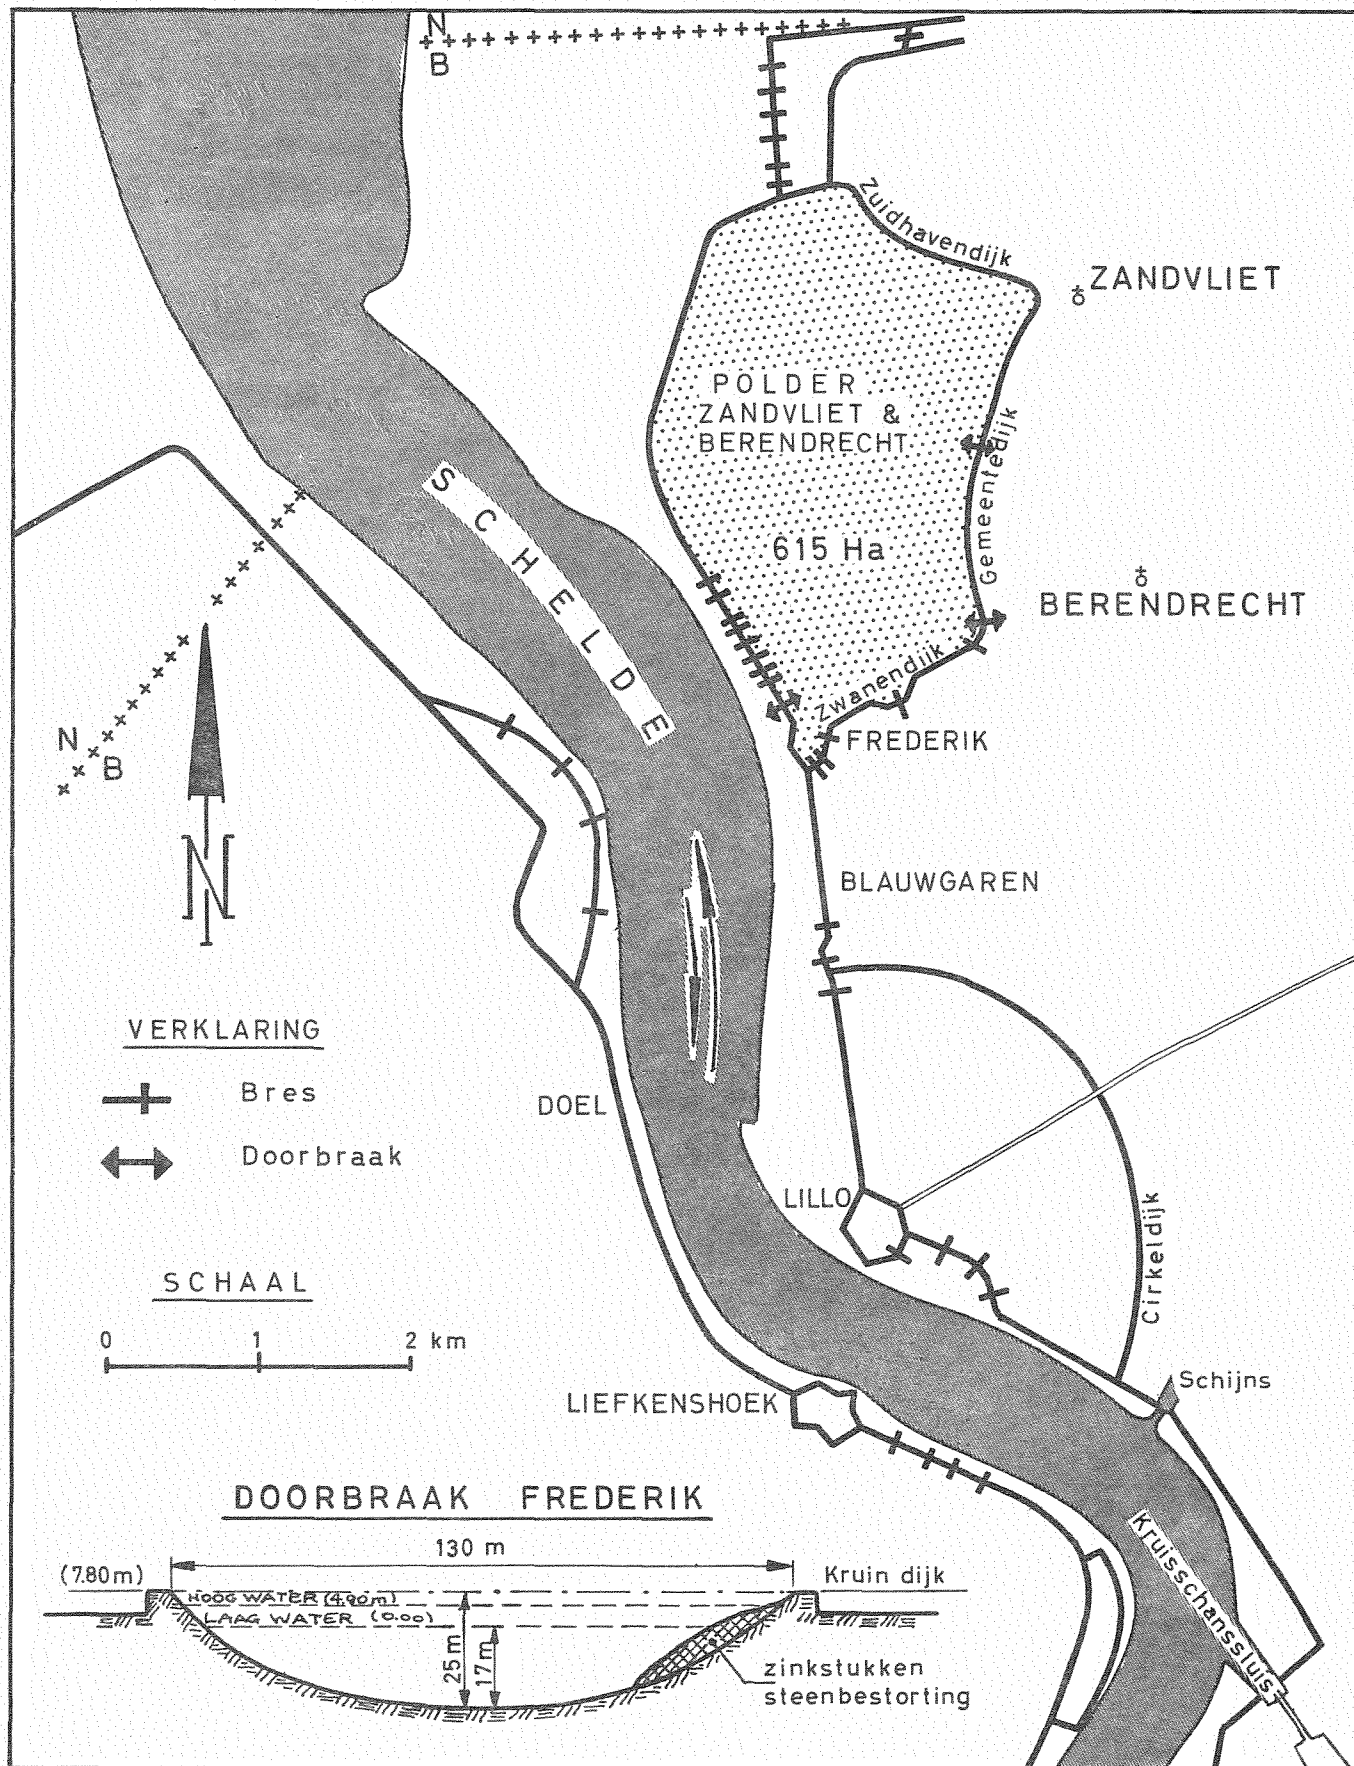 N
B
Zuidhavendijk
ZANDVLIET
POLDER
ZANDVLIET &
BERENDRECHT
Gemeentedijk
SCHELDE
615 Ha
BERENDRECHT
Zwanendijk
FREDERIK
N
B
N
BLAUWGAREN
VERKLARING
Bres
Doorbraak
DOEL
LILLO
Cirkeldijk
SCHAAL
0 1 2 km
Schijns
LIEFKENSHOEK
Kruisschanssluis
DOORBRAAK FREDERIK
130 m
(7.80m)
Kruin dijk
HOOG WATER (4.90m)
LAAG WATER (0.00)
25m
17m
zinkstukken
steenbestorting